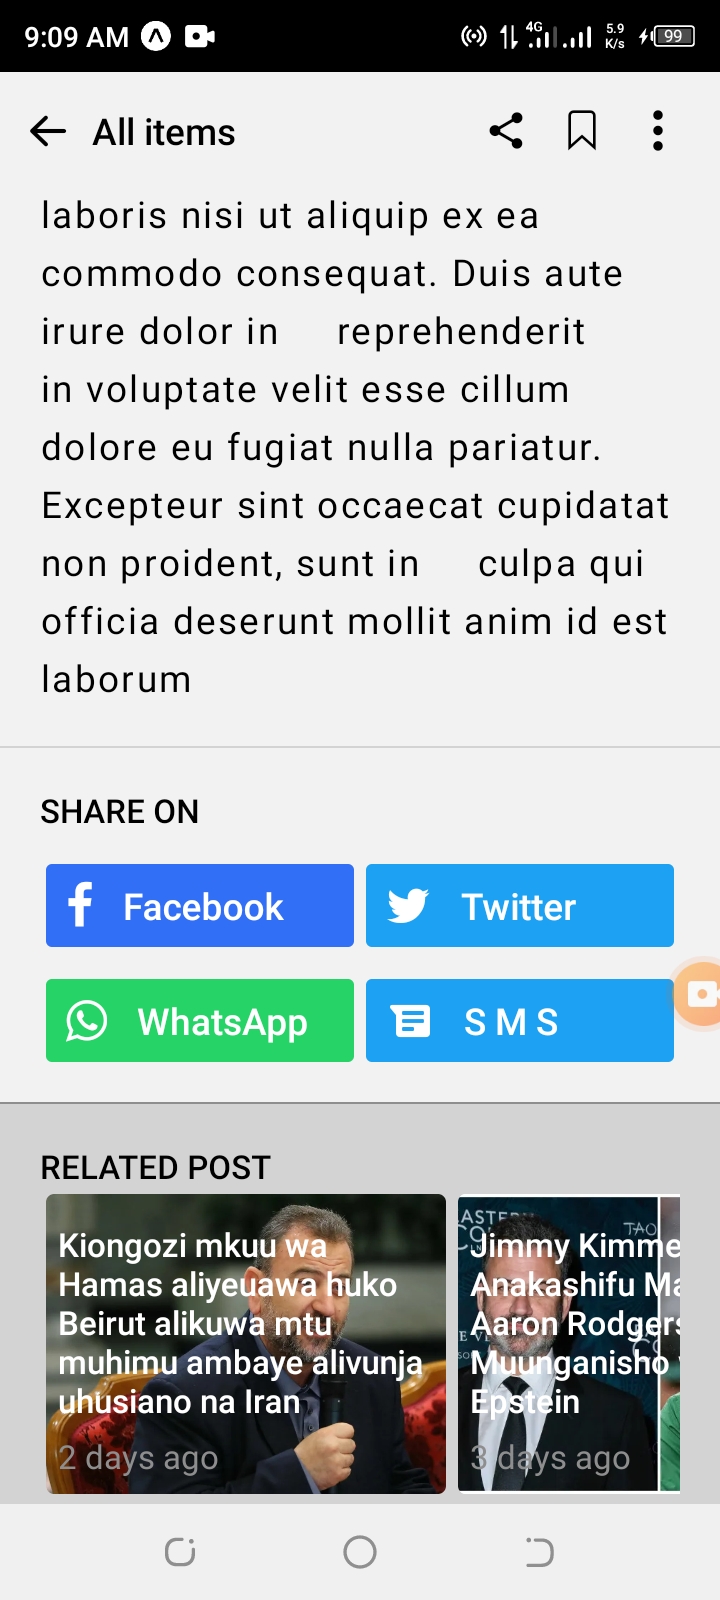 9:09 AM
4G
5.9
K/s
99
All items
laboris nisi ut aliquip ex ea
commodo consequat. Duis aute
irure dolor in reprehenderit
in voluptate velit esse cillum
dolore eu fugiat nulla pariatur.
Excepteur sint occaecat cupidatat
non proident, sunt in culpa qui
officia deserunt mollit anim id est
laborum
SHARE ON
Facebook
Twitter
WhatsApp
S M S
RELATED POST
Kiongozi mkuu wa
Hamas aliyeuawa huko
Beirut alikuwa mtu
muhimu ambaye alivunja
uhusiano na Iran
2 days ago
EASTERN
TAO
Jimmy Kimme
Anakashifu Ma
Aaron Rodgers
Muunganisho
Epstein
3 days ago